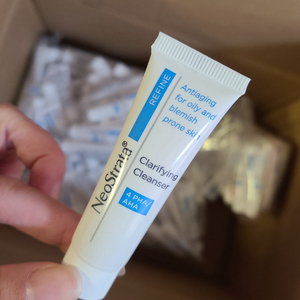 REFINE
Antiaging
for oily and
blemish
prone skin
NEOSTRATA®
Clarifying
Cleanser
4 PHA/
AHA